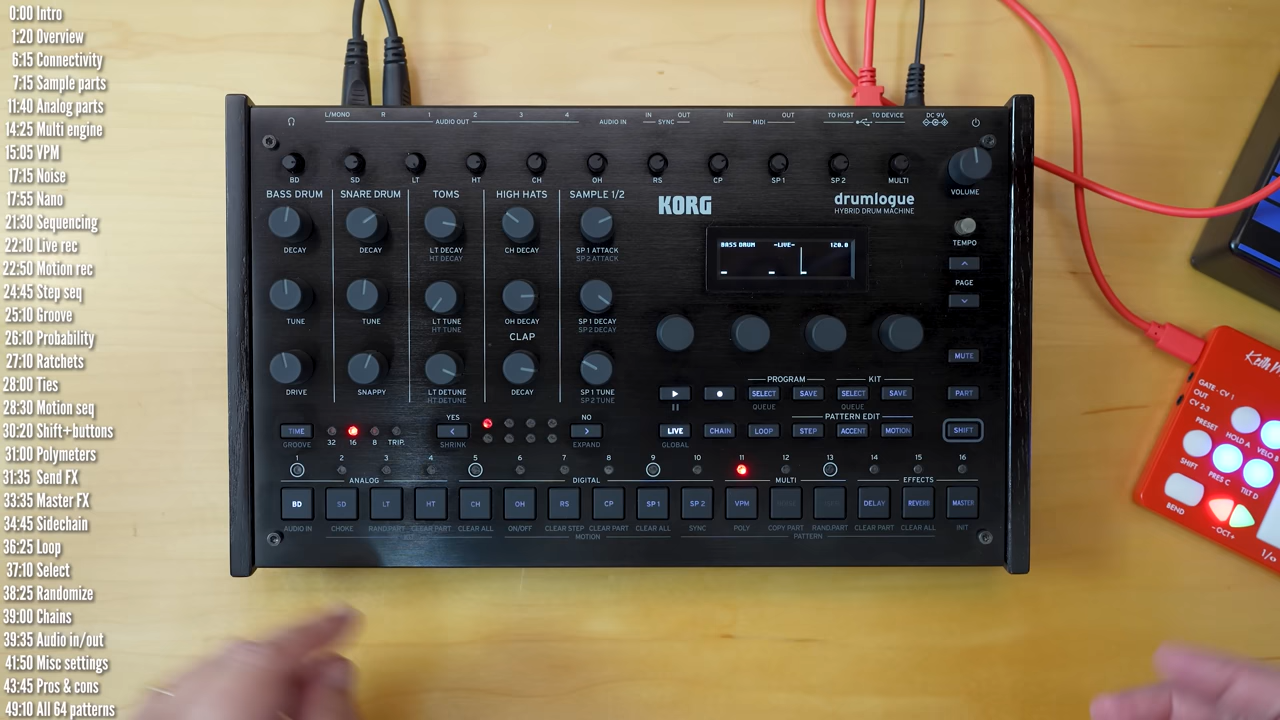 0:00 Intro
1:20 Overview
6:15 Connectivity
7:15 Sample parts
11:40 Analog parts
14:25 Multi engine
15:05 VPM
17:15 Noise
17:55 Nano
21:30 Sequencing
22:10 Live rec
22:50 Motion rec
24:45 Step seq
25:10 Groove
26:10 Probability
27:10 Ratchets
28:00 Ties
28:30 Motion seq
30:20 Shift+buttons
31:00 Polymeters
31:35 Send FX
33:35 Master FX
34:45 Sidechain
36:25 Loop
37:10 Select
38:25 Randomize
39:00 Chains
39:35 Audio in/out
41:50 Misc settings
43:45 Pros & cons
49:10 All 64 patterns
L/MONO R 1 2 3 4 IN OUT IN OUT TO HOST TO DEVICE DC 9V
AUDIO OUT AUDIO IN SYNC MIDI
BD SD LT HT CH OH RS CP SP 1 SP 2 MULTI
VOLUME
BASS DRUM SNARE DRUM TOMS HIGH HATS SAMPLE 1/2
KORG
drumlogue
HYBRID DRUM MACHINE
TEMPO
DECAY DECAY LT DECAY CH DECAY SP 1 ATTACK
HT DECAY SP 2 ATTACK
BASS DRUM -LIVE- 120.0
PAGE
TUNE TUNE LT TUNE OH DECAY SP 1 DECAY
HT TUNE SP 2 DECAY
CLAP
DRIVE SNAPPY LT DETUNE DECAY SP 1 TUNE
HT DETUNE SP 2 TUNE
MUTE
PROGRAM KIT
SELECT SAVE SELECT SAVE PART
QUEUE QUEUE
YES NO PATTERN EDIT
TIME LIVE CHAIN LOOP STEP ACCENT MOTION SHIFT
GROOVE 32 16 8 TRIP. SHRINK EXPAND GLOBAL
1 2 3 4 5 6 7 8 9 10 11 12 13 14 15 16
ANALOG DIGITAL MULTI EFFECTS
BD SD LT HT CH OH RS CP SP 1 SP 2 VPM DELAY REVERB MASTER
AUDIO IN CHOKE RAND.PART CLEAR PART CLEAR ALL ON/OFF CLEAR STEP CLEAR PART CLEAR ALL SYNC POLY COPY PART RAND.PART CLEAR PART CLEAR ALL INIT
MOTION PATTERN
GATE - CV 1
OUT
CV 2-3
PRESET
HOLD A
VELO B
SHIFT
PRES C
TILT D
BEND
- OCT+